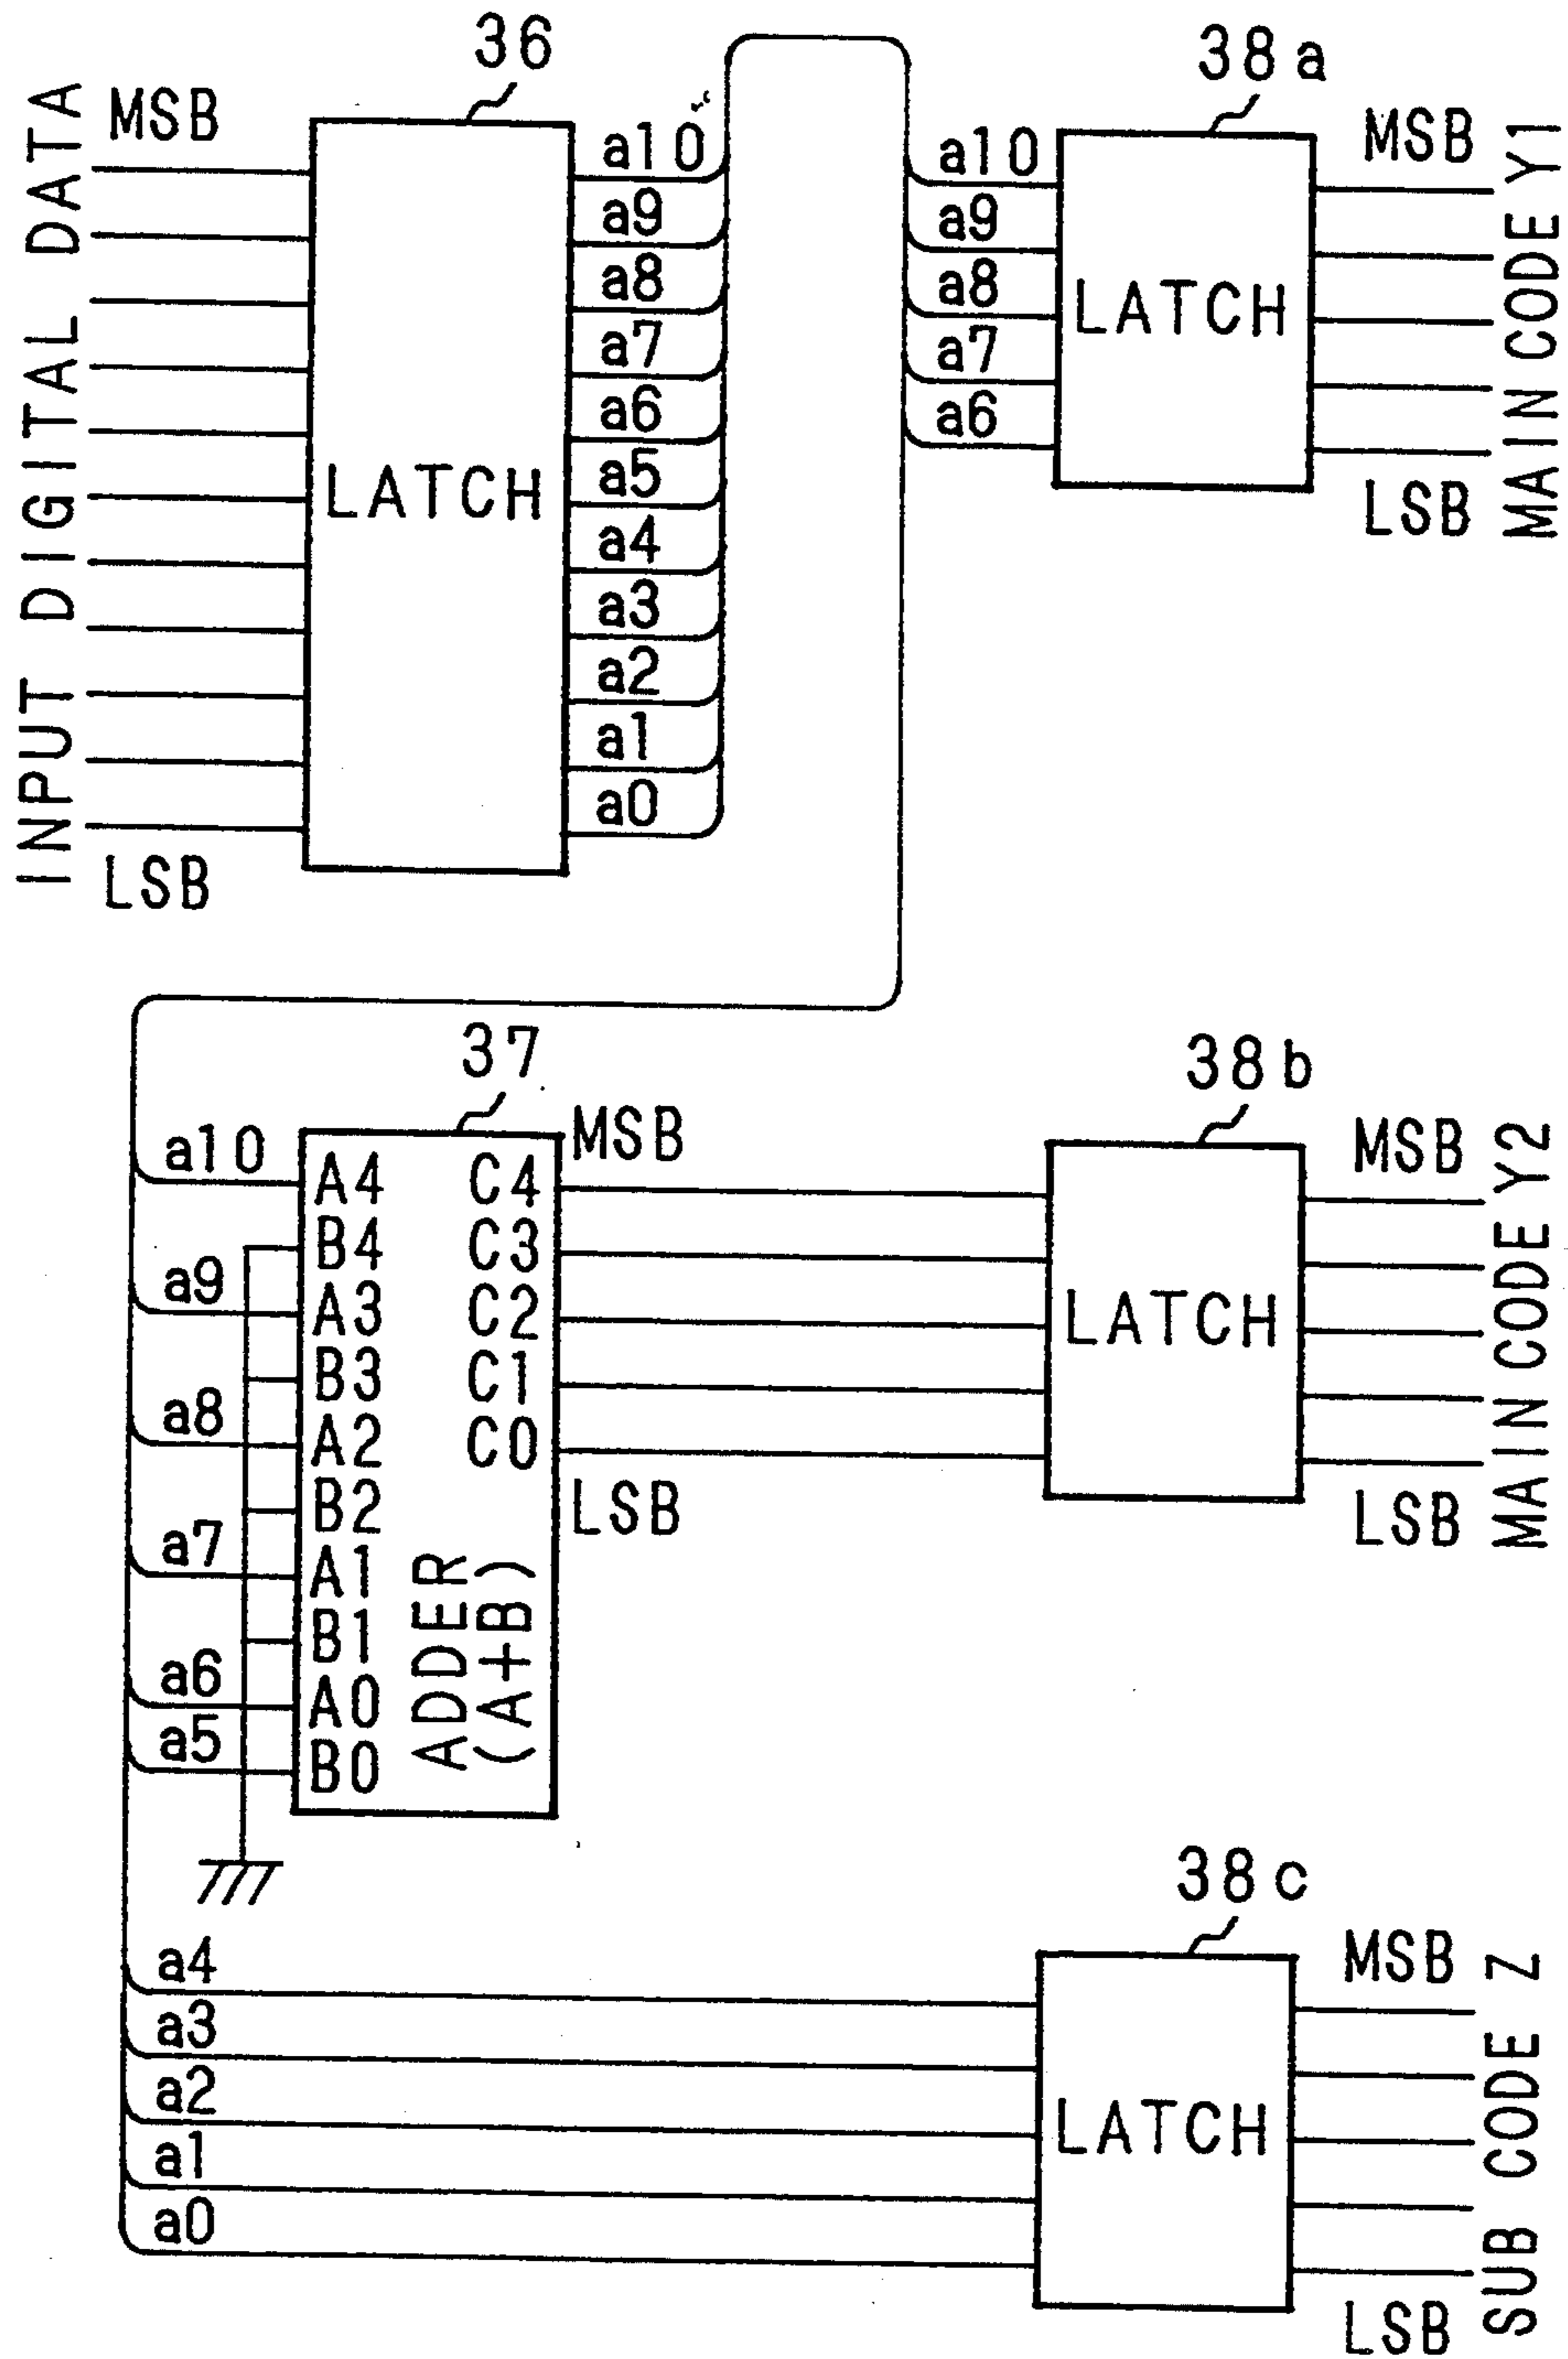 36
INPUT DIGITAL DATA
MSB
LSB
LATCH
a10
a9
a8
a7
a6
a5
a4
a3
a2
a1
a0
38a
a10
a9
a8
a7
a6
LATCH
MSB
LSB
MAIN CODE Y1
37
a10
a9
a8
a7
a6
a5
A4
B4
A3
B3
A2
B2
A1
B1
A0
B0
C4
C3
C2
C1
C0
ADDER
(A+B)
MSB
LSB
38b
LATCH
MSB
LSB
MAIN CODE Y2
a4
a3
a2
a1
a0
38c
LATCH
MSB
LSB
SUB CODE Z